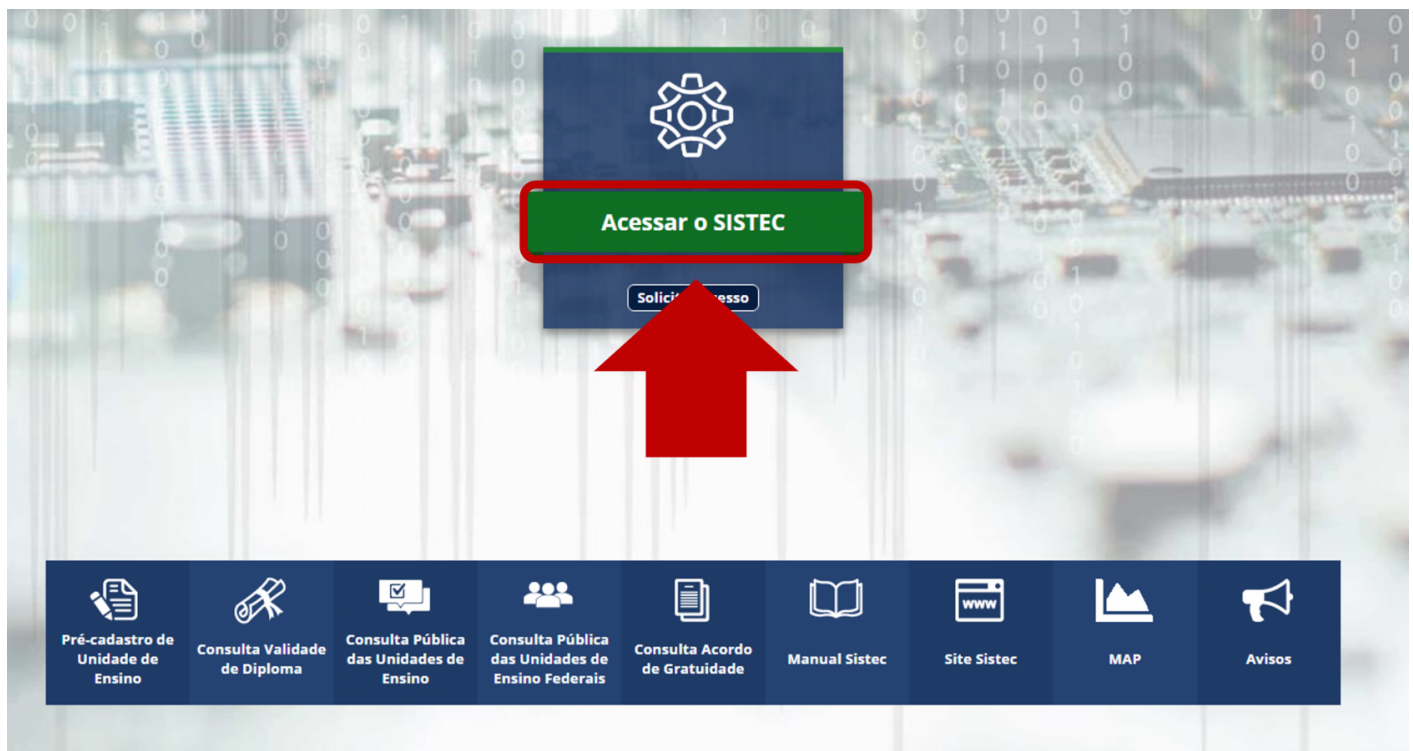 Acessar o SISTEC
Pré-cadastro de
Unidade de
Ensino
Consulta Validade
de Diploma
Consulta Pública
das Unidades de
Ensino
Consulta Pública
das Unidades de
Ensino Federais
Consulta Acordo
de Gratuidade
Manual Sistec
www
Site Sistec
MAP
Avisos